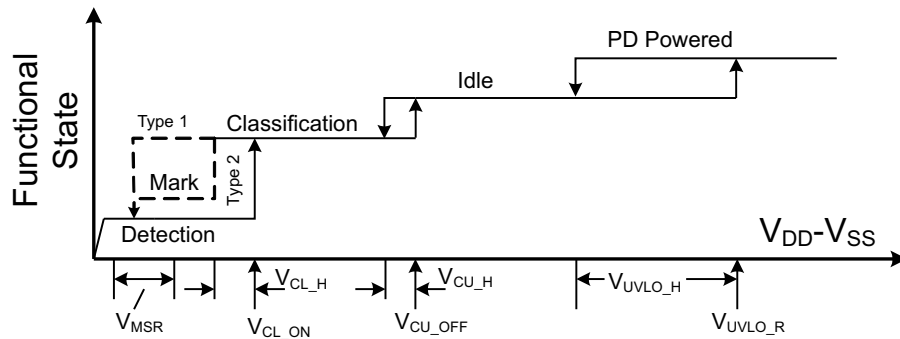 Functional
State
PD Powered
Idle
Type 1
Classification
Mark
Type 2
Detection
VDD-VSS
VCL_H
VCU_H
VUVLO_H
VMSR
VCL_ON
VCU_OFF
VUVLO_R